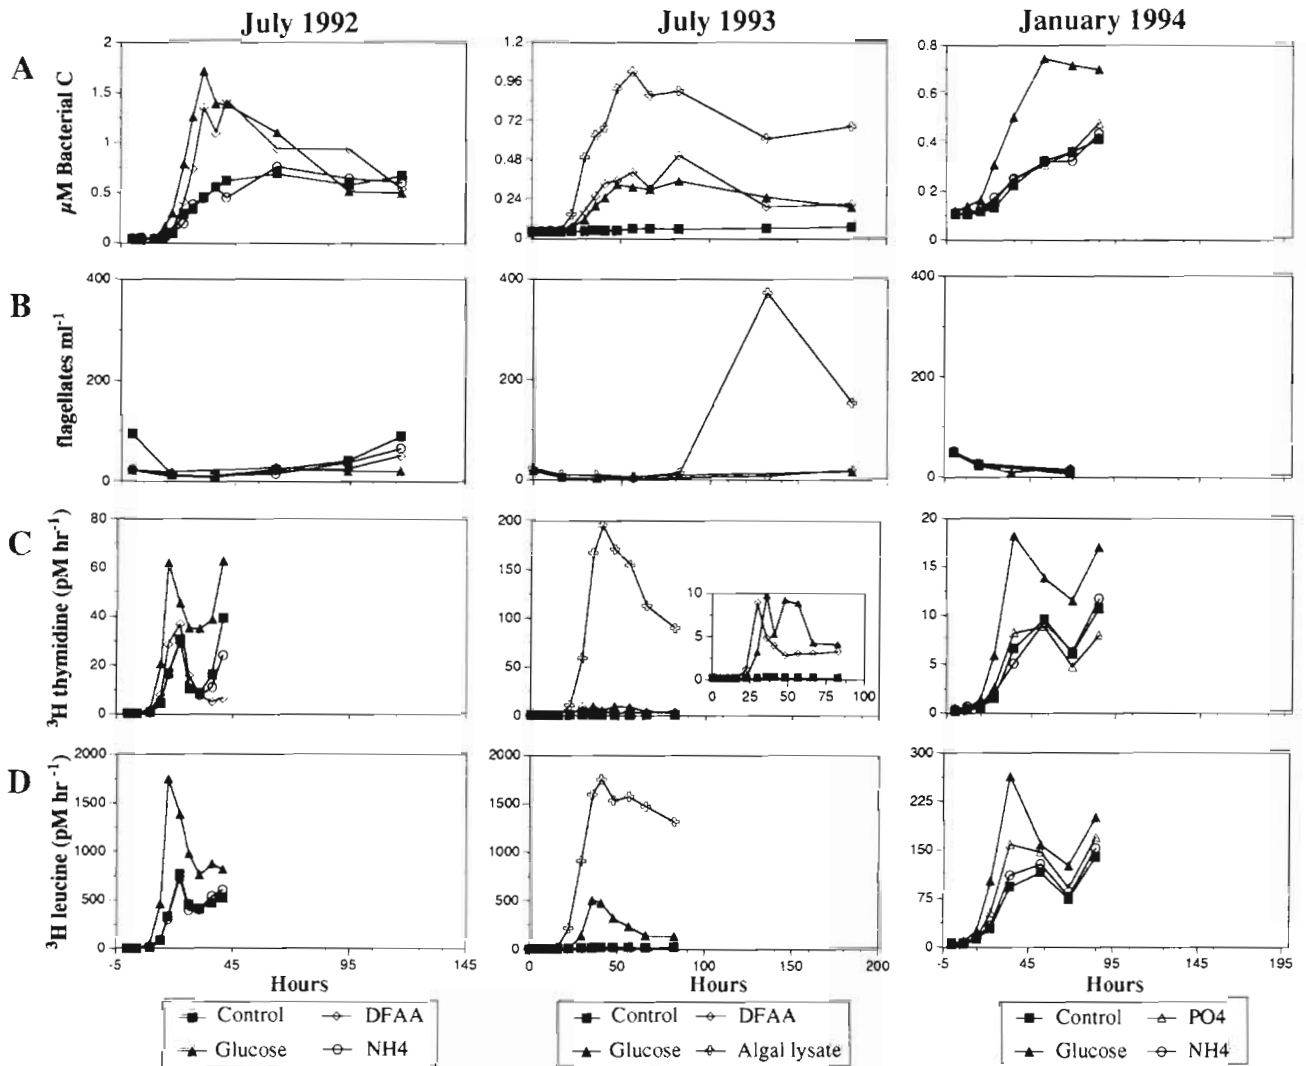 July 1992 July 1993 January 1994
A
µM Bacterial C
2
1.5
1
0.5
0
1.2
0.96
0.72
0.48
0.24
0
0.8
0.6
0.4
0.2
0
B
flagellates ml-1
400
200
0
400
200
0
400
200
0
C
3H thymidine (pM hr-1)
80
60
40
20
0
200
150
100
50
0
10
5
0
0 25 50 75 100
20
15
10
5
0
D
3H leucine (pM hr-1)
2000
1500
1000
500
0
-5 45 95 145
2000
1500
1000
500
0
0 50 100 150 200
300
225
150
75
0
-5 45 95 145 195
Hours Hours Hours
Control DFAA
Glucose NH4
Control DFAA
Glucose Algal lysate
Control PO4
Glucose NH4